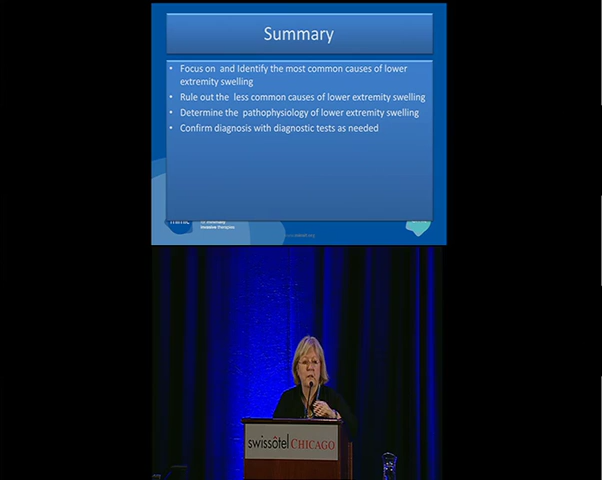 Summary
• Focus on and Identify the most common causes of lower
extremity swelling
• Rule out the less common causes of lower extremity swelling
• Determine the pathophysiology of lower extremity swelling
• Confirm diagnosis with diagnostic tests as needed
invasive therapies
swissôtel CHICAGO